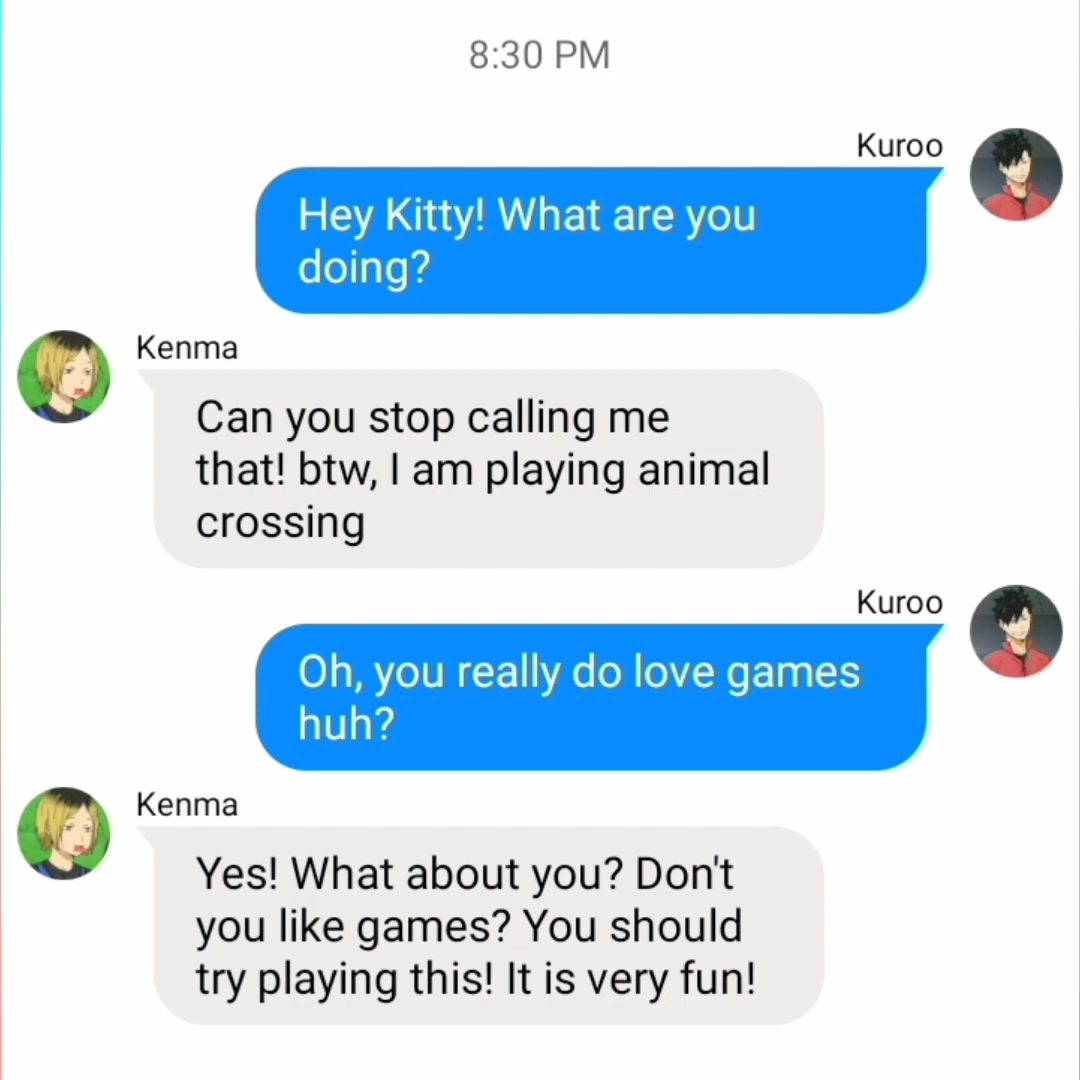 8:30 PM
Kuroo
Hey Kitty! What are you
doing?
Kenma
Can you stop calling me
that! btw, I am playing animal
crossing
Kuroo
Oh, you really do love games
huh?
Kenma
Yes! What about you? Don't
you like games? You should
try playing this! It is very fun!